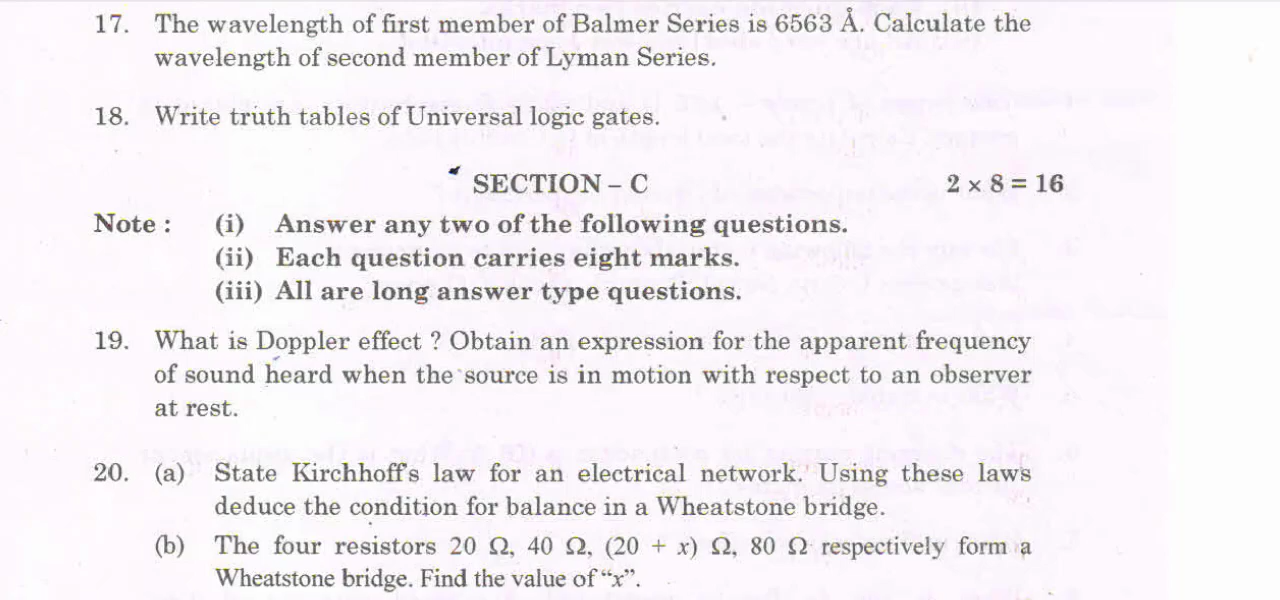 17. The wavelength of first member of Balmer Series is 6563 Å. Calculate the
wavelength of second member of Lyman Series.
18. Write truth tables of Universal logic gates.
SECTION – C 2 × 8 = 16
Note : (i) Answer any two of the following questions.
(ii) Each question carries eight marks.
(iii) All are long answer type questions.
19. What is Doppler effect ? Obtain an expression for the apparent frequency
of sound heard when the source is in motion with respect to an observer
at rest.
20. (a) State Kirchhoff's law for an electrical network. Using these laws
deduce the condition for balance in a Wheatstone bridge.
(b) The four resistors 20 Ω, 40 Ω, (20 + x) Ω, 80 Ω respectively form a
Wheatstone bridge. Find the value of "x".